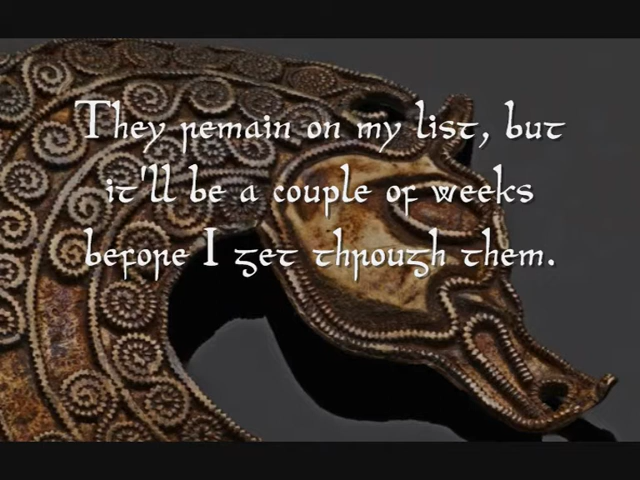 They remain on my list, but
it'll be a couple of weeks
before I get through them.